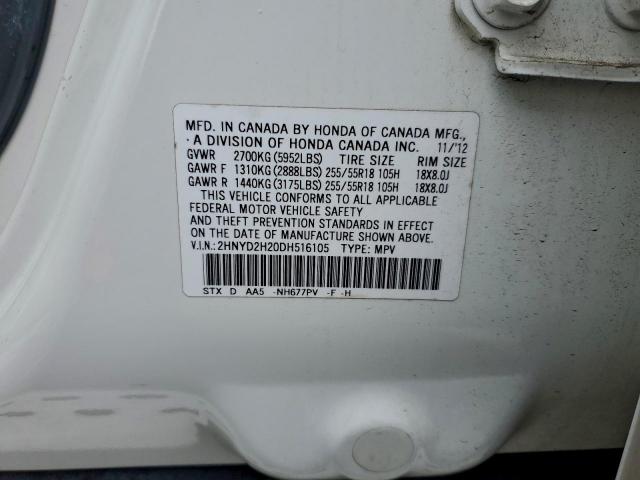 MFD. IN CANADA BY HONDA OF CANADA MFG.,
A DIVISION OF HONDA CANADA INC. 11/'12
GVWR 2700KG (5952LBS) TIRE SIZE RIM SIZE
GAWR F 1310KG (2888LBS) 255/55R18 105H 18X8.0J
GAWR R 1440KG (3175LBS) 255/55R18 105H 18X8.0J
THIS VEHICLE CONFORMS TO ALL APPLICABLE
FEDERAL MOTOR VEHICLE SAFETY
AND THEFT PREVENTION STANDARDS IN EFFECT
ON THE DATE OF MANUFACTURE SHOWN ABOVE.
V.I.N.:2HNYD2H20DH516105 TYPE: MPV
STX D AA5 -NH677PV -F -H